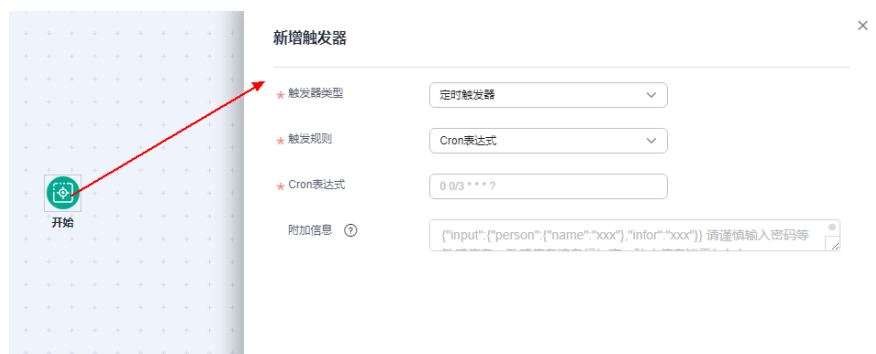 新增触发器
* 触发器类型
定时触发器
* 触发规则
Cron表达式
* Cron表达式
0 0/3 * * * ?
附加信息 ?
{"input":{"person":{"name":"xxx"},"infor":"xxx"}} 请谨慎输入密码等
开始